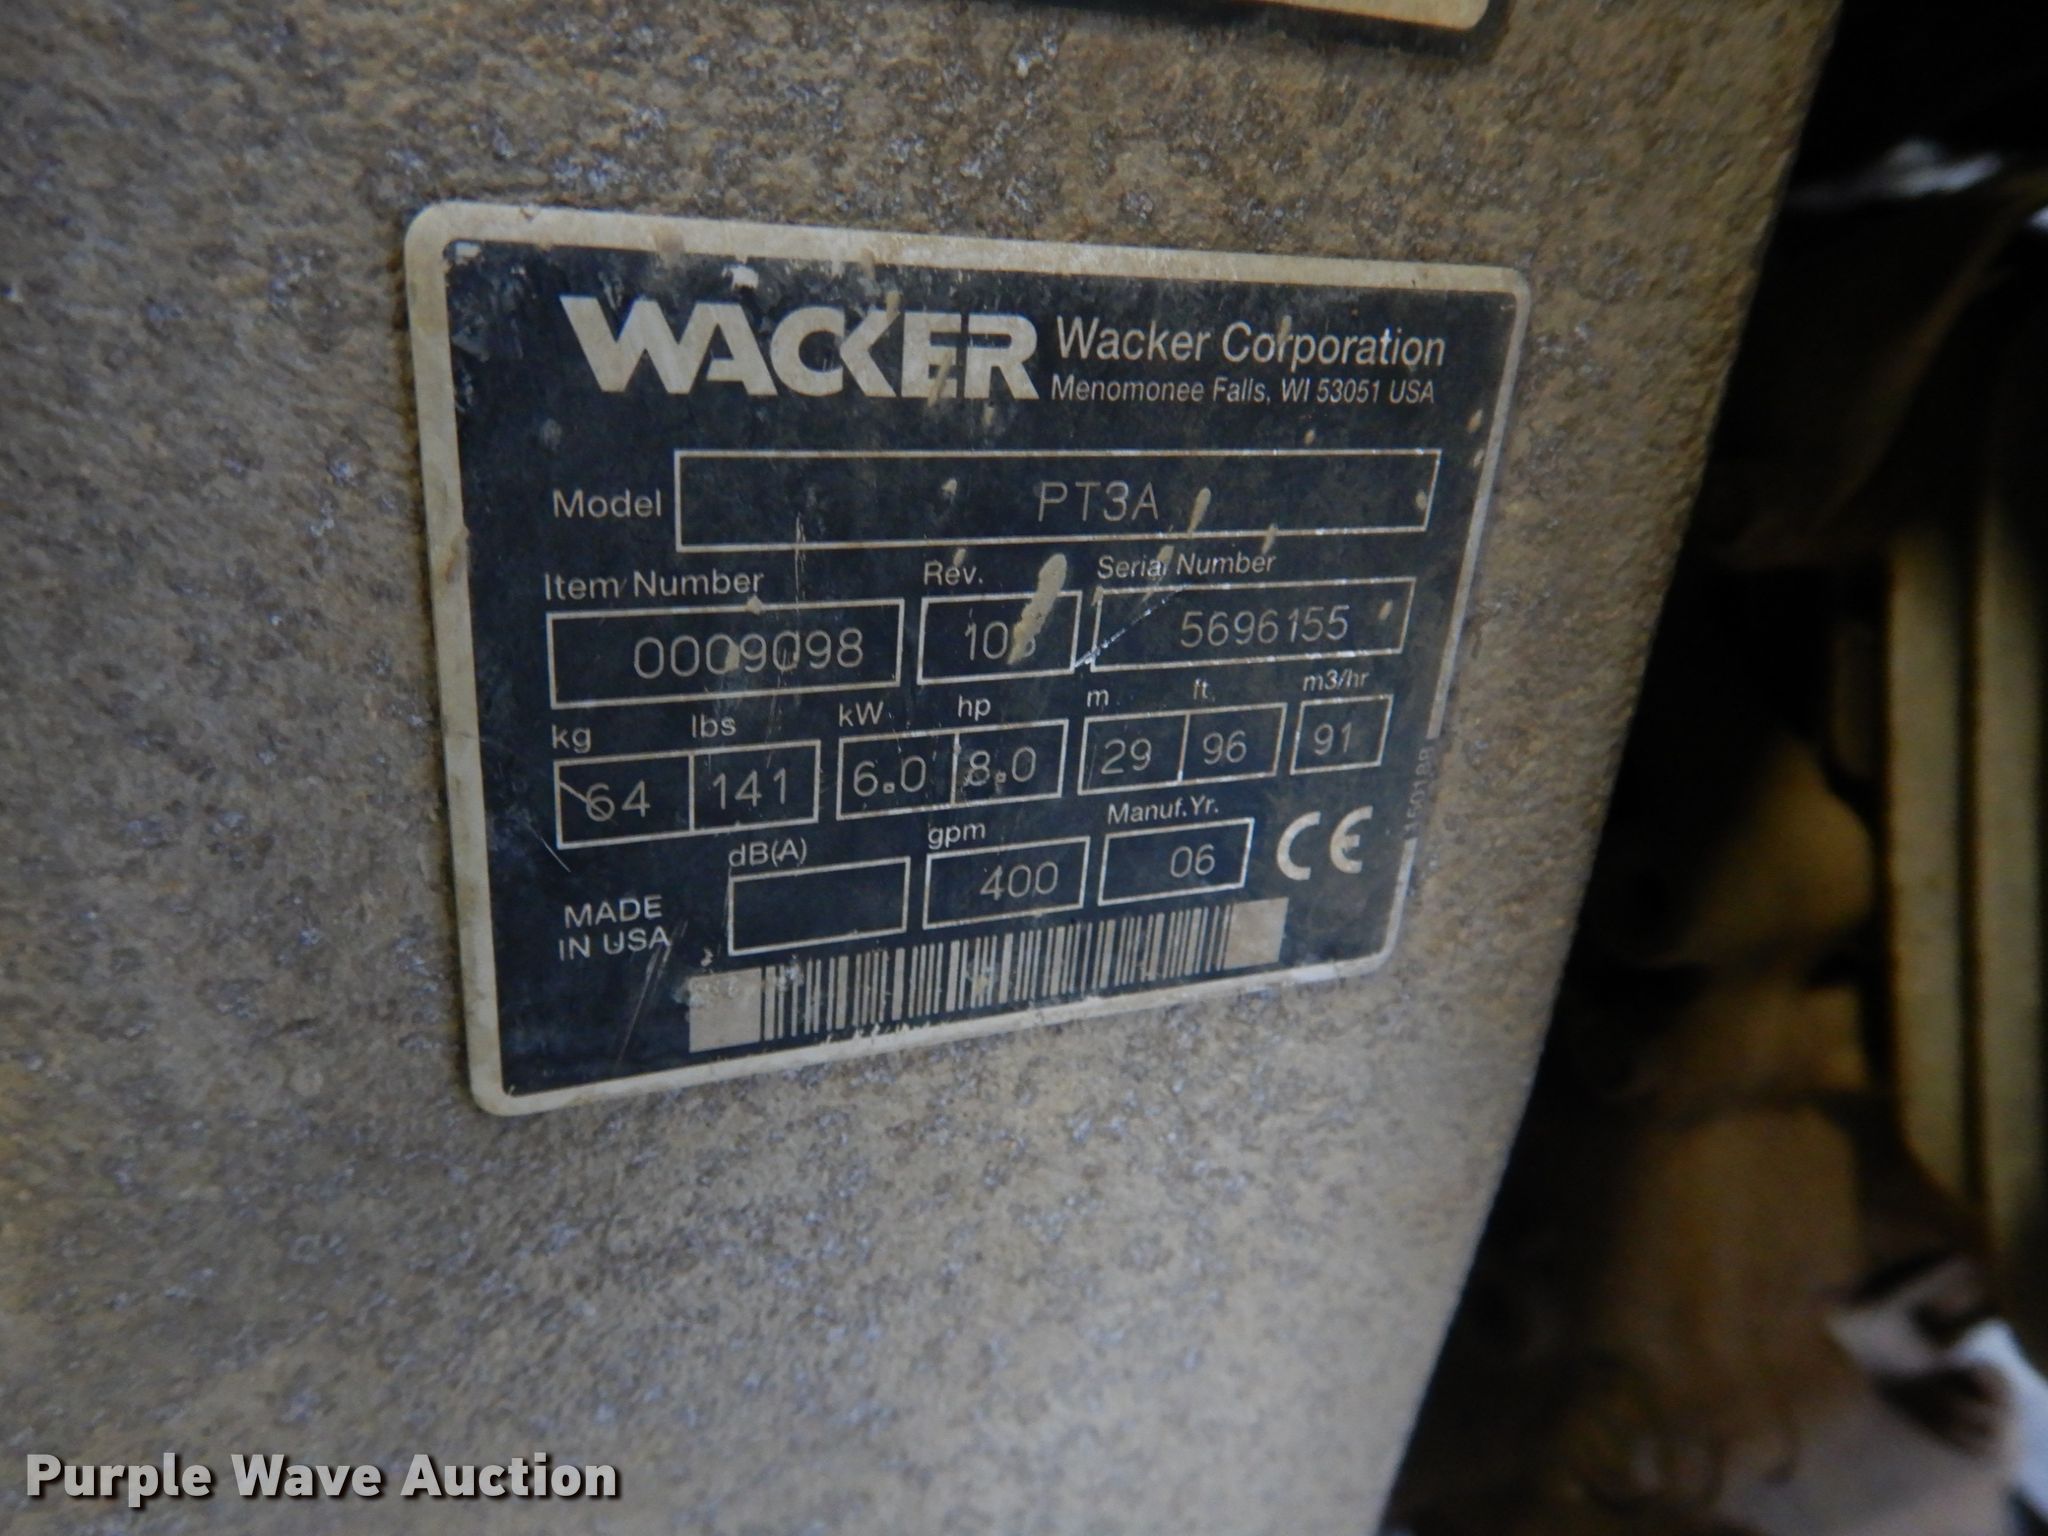 WACKER Wacker Corporation
Menomonee Falls, WI 53051 USA
Model PT3A
Item Number Rev. Serial Number
0009098 5696155
kg lbs kW hp m ft m3/hr
64 141 6.0 8.0 29 96 91
dB(A) gpm Manuf.Yr.
400 06 CE
MADE
IN USA
Purple Wave Auction